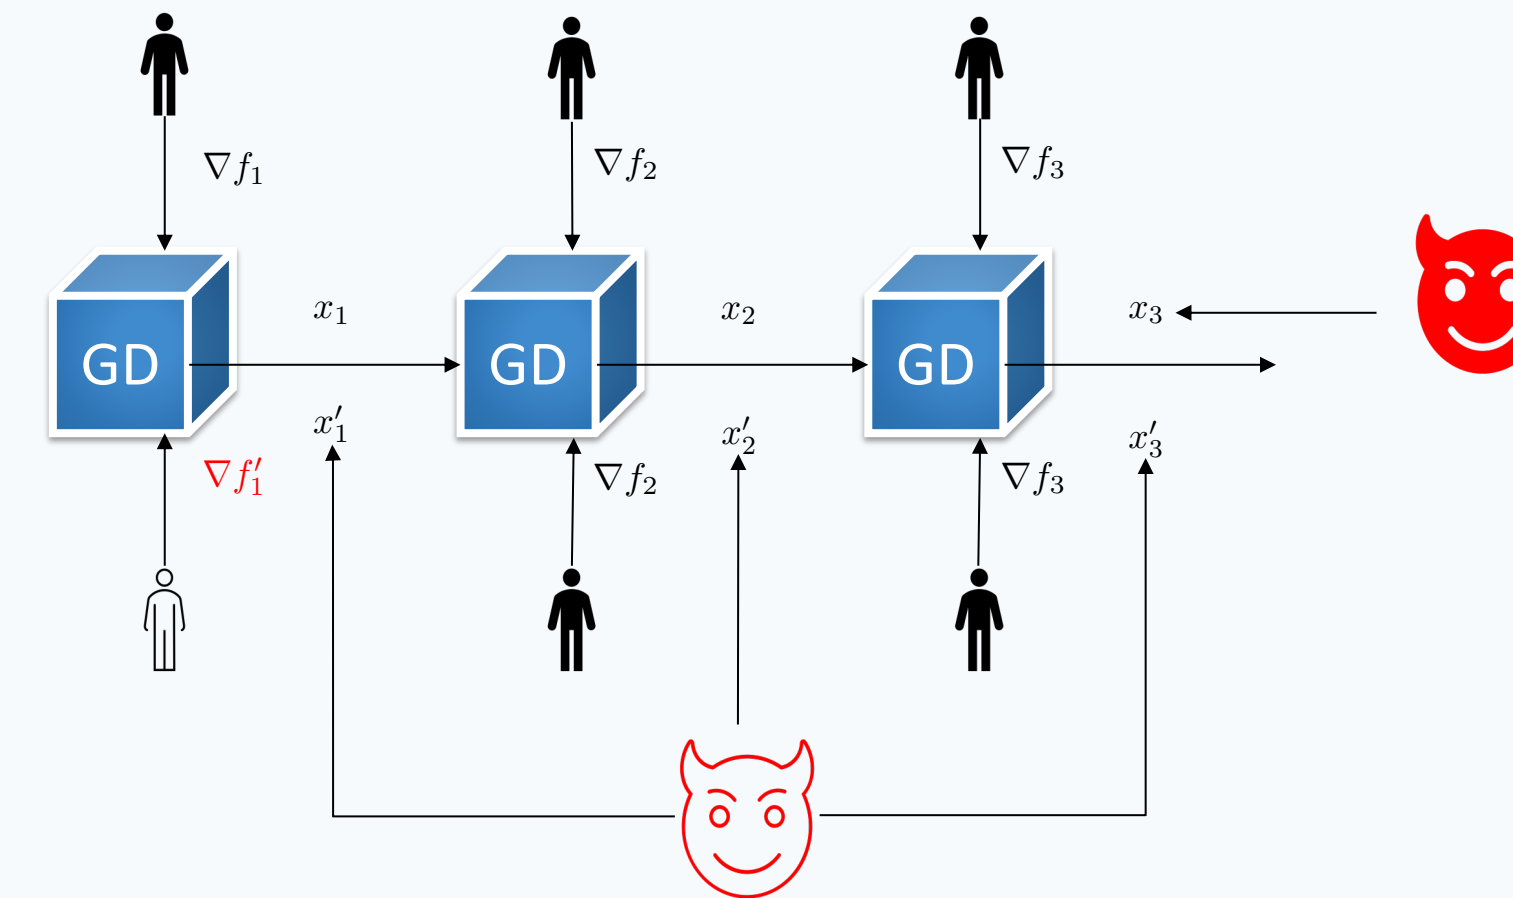 ∇f₁ ∇f₂ ∇f₃
x₁ x₂ x₃
GD GD GD
x′₁ x′₂ x′₃
∇f′₁ ∇f₂ ∇f₃